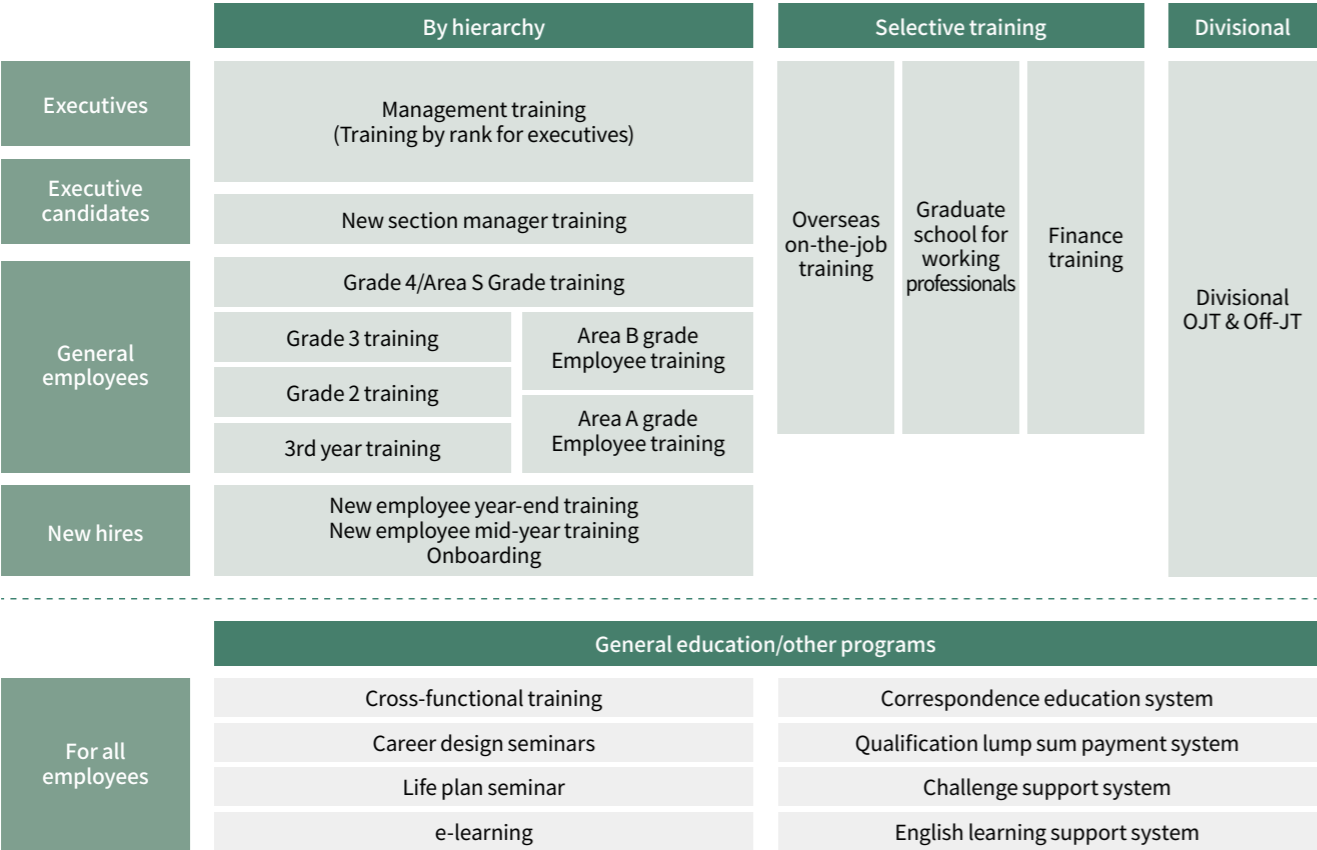 By hierarchy
Selective training
Divisional
Executives
Management training
(Training by rank for executives)
Executive
candidates
New section manager training
Overseas
on-the-job
training
Graduate
school for
working
professionals
Finance
training
Divisional
OJT & Off-JT
General
employees
Grade 4/Area S Grade training
Grade 3 training
Grade 2 training
3rd year training
Area B grade
Employee training
Area A grade
Employee training
New hires
New employee year-end training
New employee mid-year training
Onboarding
General education/other programs
For all
employees
Cross-functional training
Career design seminars
Life plan seminar
e-learning
Correspondence education system
Qualification lump sum payment system
Challenge support system
English learning support system